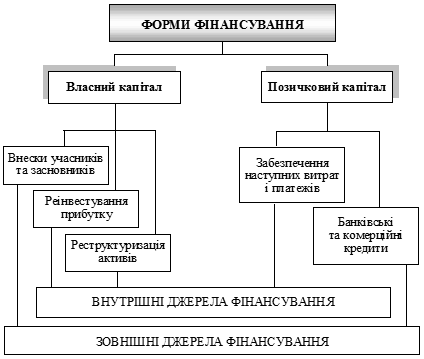 ФОРМИ ФІНАНСУВАННЯ
Власний капітал
Позичковий капітал
Внески учасників
та засновників
Забезпечення
наступних витрат
і платежів
Реінвестування
прибутку
Банківські
та комерційні
кредити
Реструктуризація
активів
ВНУТРІШНІ ДЖЕРЕЛА ФІНАНСУВАННЯ
ЗОВНІШНІ ДЖЕРЕЛА ФІНАНСУВАННЯ